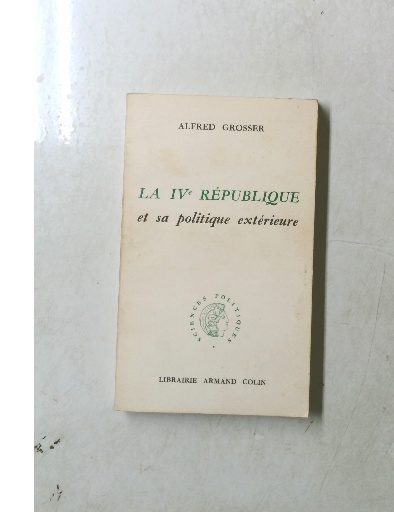 ALFRED GROSSER
LA IVe RÉPUBLIQUE
et sa politique extérieure
SCIENCES POLITIQUES
LIBRAIRIE ARMAND COLIN